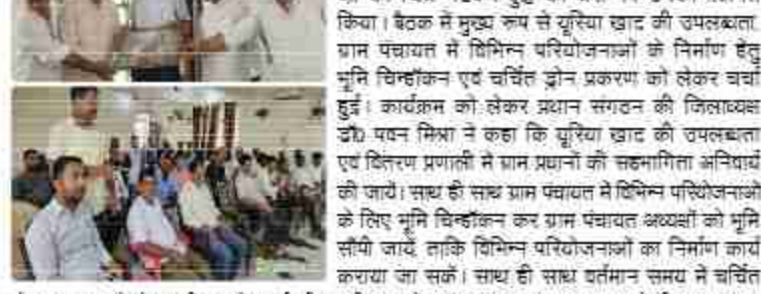 किया। बैठक में मुख्य रूप से यूरिया खाद की उपलब्धता
ग्राम पंचायत में विभिन्न परियोजनाओं के निर्माण हेतु
भूमि चिन्हॉकन एवं चर्चित ड्रोन प्रकरण को लेकर चर्चा
हुई। कार्यक्रम को लेकर प्रधान संगठन की जिलाध्यक्ष
डॉ0 पवन मिश्रा ने कहा कि यूरिया खाद की उपलब्धता
एवं वितरण प्रणाली में ग्राम प्रधानों की सहभागिता अनिवार्य
की जाये। साथ ही साथ ग्राम पंचायत में विभिन्न परियोजनाओं
के लिए भूमि चिन्हॉकन कर ग्राम पंचायत अध्यक्षों को भूमि
सौपी जायें ताकि विभिन्न परियोजनाओं का निर्माण कार्य
कराया जा सकें। साथ ही साथ वर्तमान समय में चर्चित